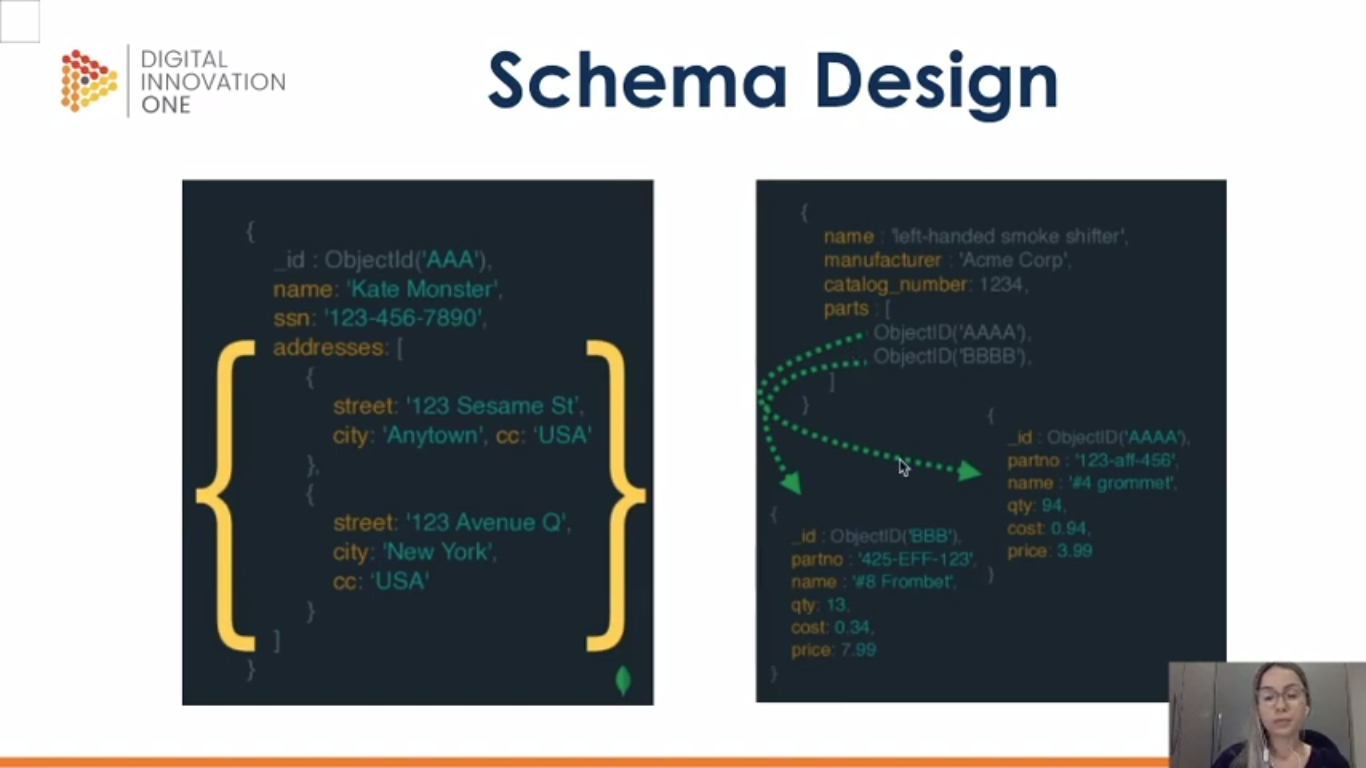 DIGITAL
INNOVATION
ONE
Schema Design
{
_id : ObjectId('AAA'),
name: 'Kate Monster',
ssn: '123-456-7890',
addresses: [
{
street: '123 Sesame St',
city: 'Anytown', cc: 'USA'
},
{
street: '123 Avenue Q',
city: 'New York',
cc: 'USA'
}
]
}
{
name : 'left-handed smoke shifter',
manufacturer : 'Acme Corp',
catalog_number: 1234,
parts : [
ObjectID('AAAA'),
ObjectID('BBBB'),
]
}
{
_id : ObjectID('AAAA'),
partno : '123-aff-456',
name : '#4 grommet',
qty: 94,
cost: 0.94,
price: 3.99
}
{
_id : ObjectID('BBB'),
partno : '425-EFF-123',
name : '#8 Frombet',
qty: 13,
cost: 0.34,
price: 7.99
}